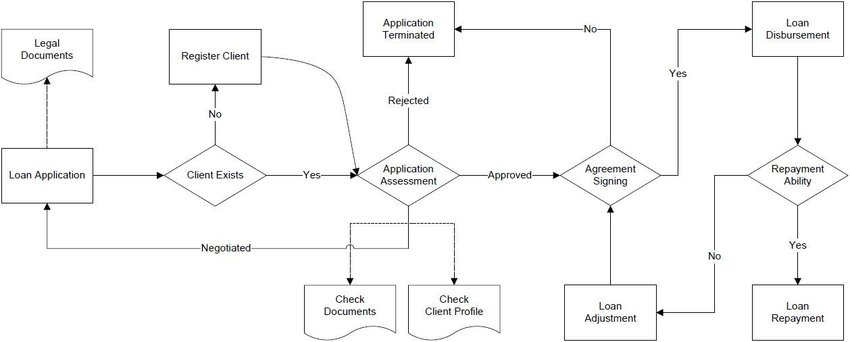 Legal
Documents
Register Client
Application
Terminated
No
Loan
Disbursement
Yes
Rejected
No
Loan Application
Client Exists
Yes
Application
Assessment
Approved
Agreement
Signing
Repayment
Ability
Negotiated
No
Yes
Check
Documents
Check
Client Profile
Loan
Adjustment
Loan
Repayment